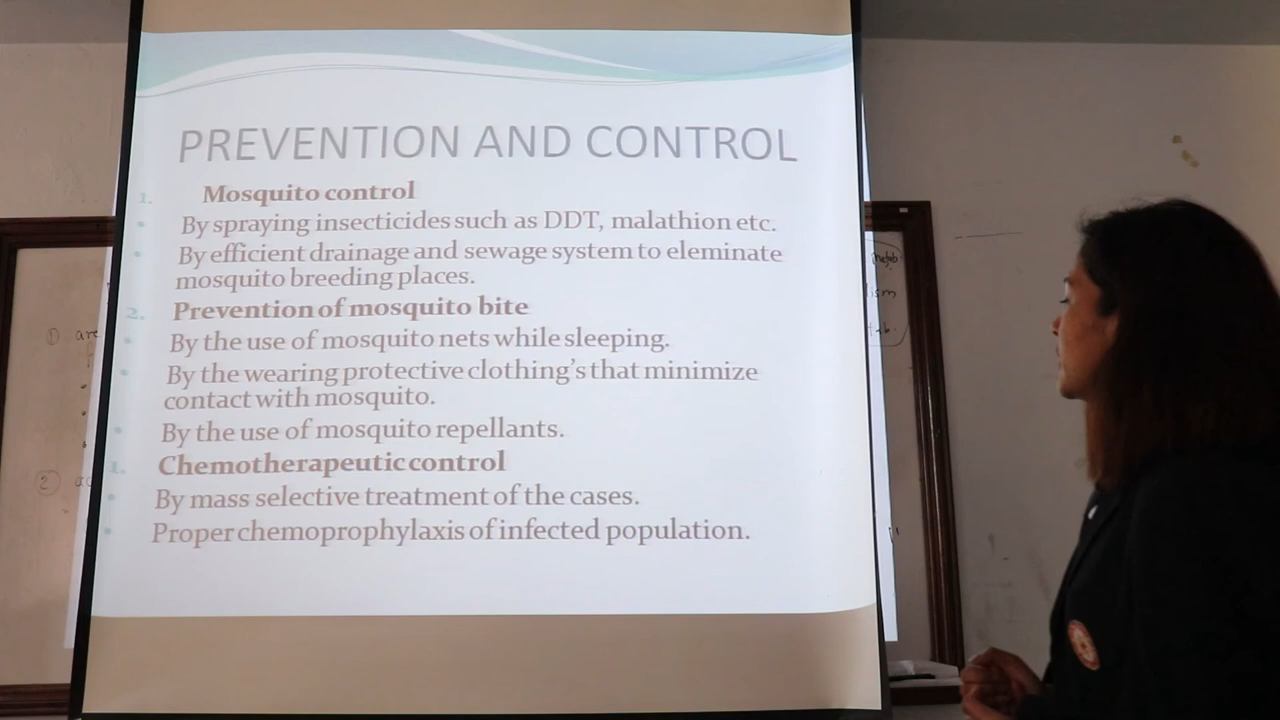 PREVENTION AND CONTROL
1. Mosquito control
• By spraying insecticides such as DDT, malathion etc.
• By efficient drainage and sewage system to eleminate
mosquito breeding places.
2. Prevention of mosquito bite
• By the use of mosquito nets while sleeping.
• By the wearing protective clothing's that minimize
contact with mosquito.
• By the use of mosquito repellants.
1. Chemotherapeutic control
• By mass selective treatment of the cases.
• Proper chemoprophylaxis of infected population.
① are
②